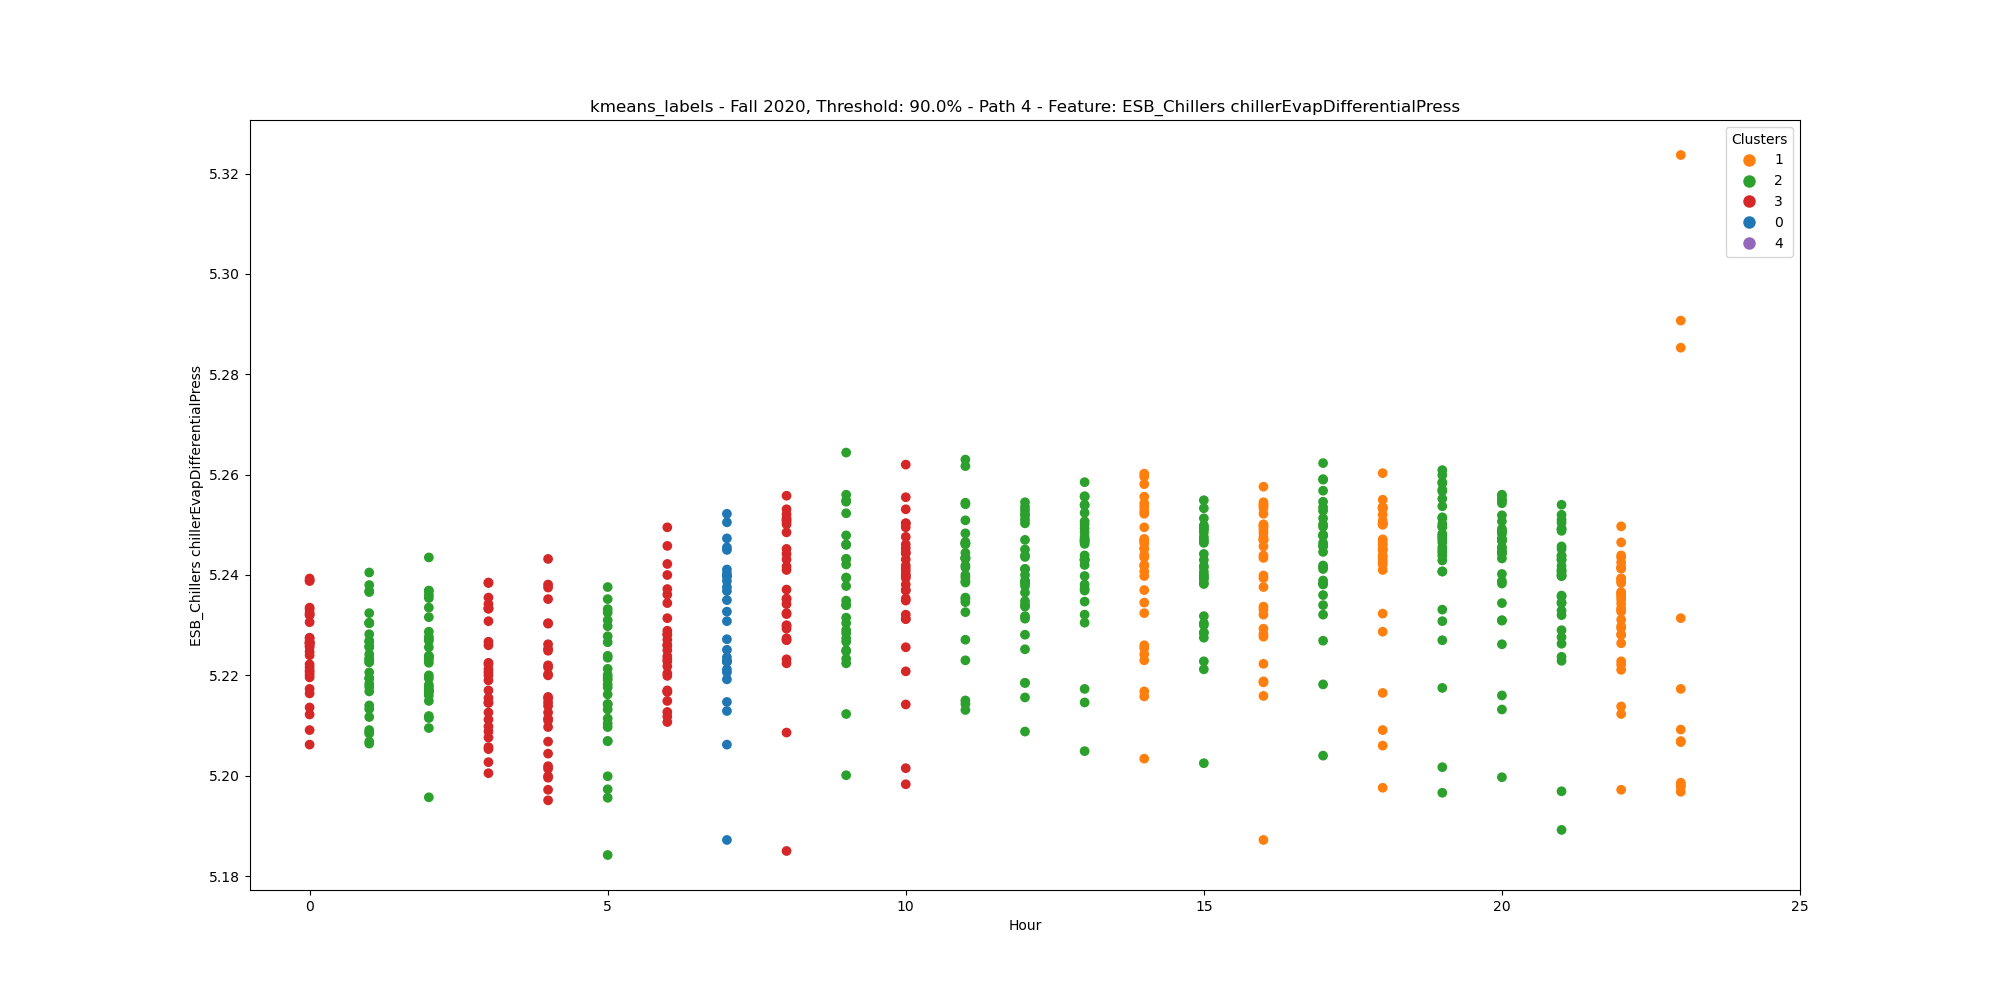 kmeans_labels - Fall 2020, Threshold: 90.0% - Path 4 - Feature: ESB_Chillers chillerEvapDifferentialPress
Clusters
1
2
3
0
4
ESB_Chillers chillerEvapDifferentialPress
5.32
5.30
5.28
5.26
5.24
5.22
5.20
5.18
0 5 10 15 20 25
Hour